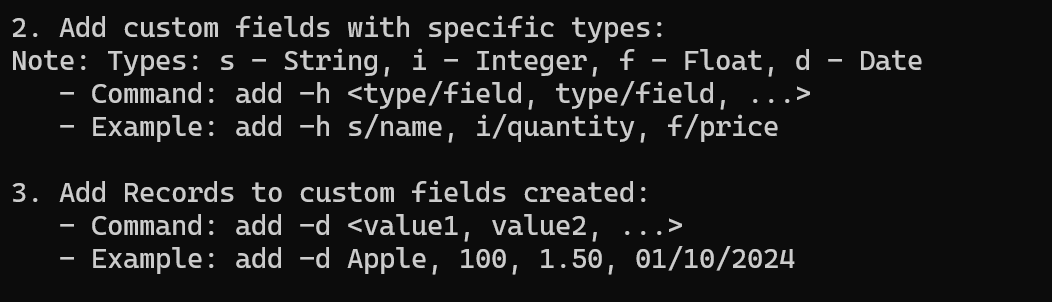 2. Add custom fields with specific types:
Note: Types: s - String, i - Integer, f - Float, d - Date
   - Command: add -h <type/field, type/field, ...>
   - Example: add -h s/name, i/quantity, f/price

3. Add Records to custom fields created:
   - Command: add -d <value1, value2, ...>
   - Example: add -d Apple, 100, 1.50, 01/10/2024